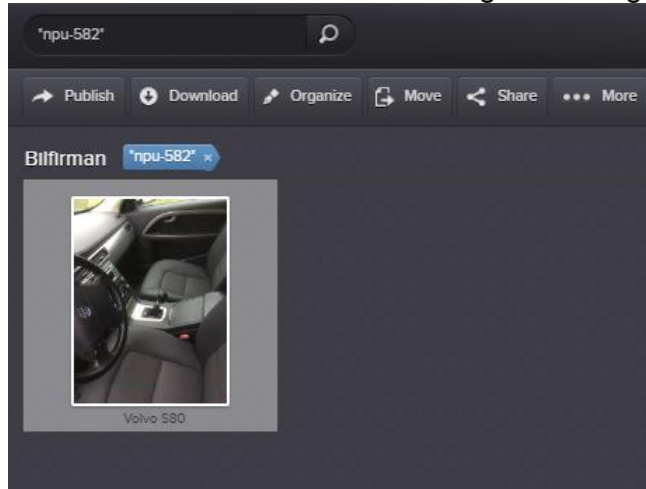 "npu-582"
Publish Download Organize Move Share More
Bilfirman "npu-582" ×
Volvo S80